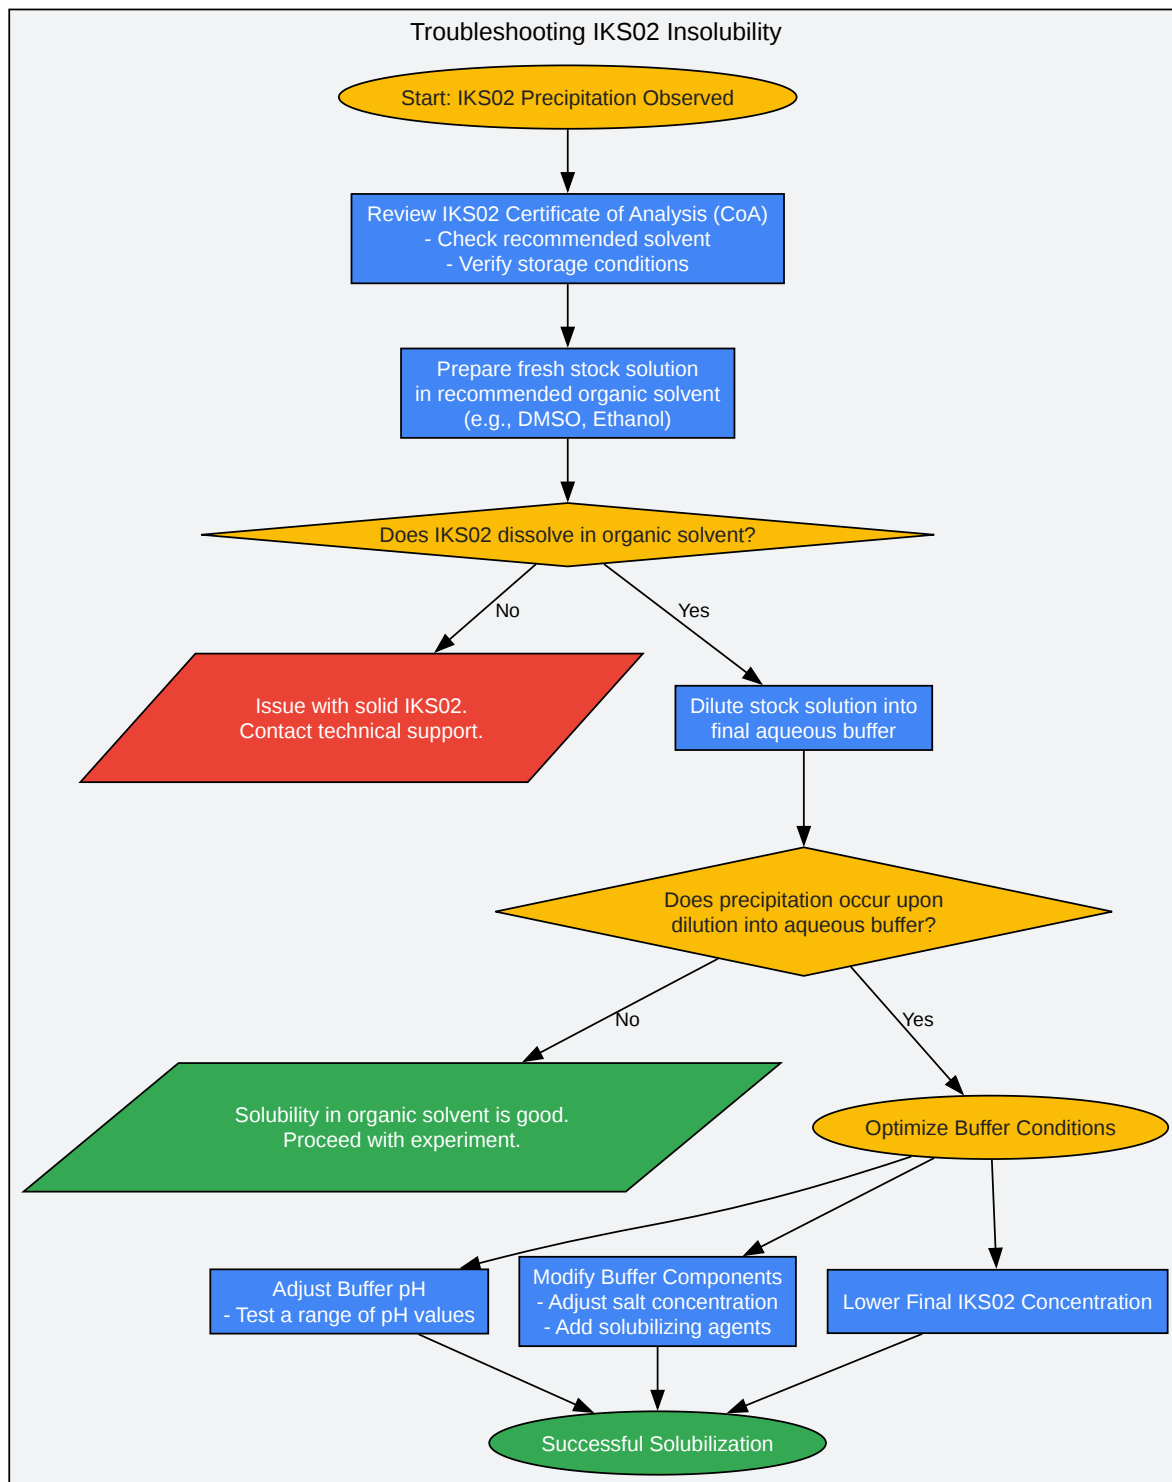 Troubleshooting IKS02 Insolubility
Start: IKS02 Precipitation Observed
Review IKS02 Certificate of Analysis (CoA)
- Check recommended solvent
- Verify storage conditions
Prepare fresh stock solution
in recommended organic solvent
(e.g., DMSO, Ethanol)
Does IKS02 dissolve in organic solvent?
No
Yes
Issue with solid IKS02.
Contact technical support.
Dilute stock solution into
final aqueous buffer
Does precipitation occur upon
dilution into aqueous buffer?
No
Yes
Solubility in organic solvent is good.
Proceed with experiment.
Optimize Buffer Conditions
Adjust Buffer pH
- Test a range of pH values
Modify Buffer Components
- Adjust salt concentration
- Add solubilizing agents
Lower Final IKS02 Concentration
Successful Solubilization